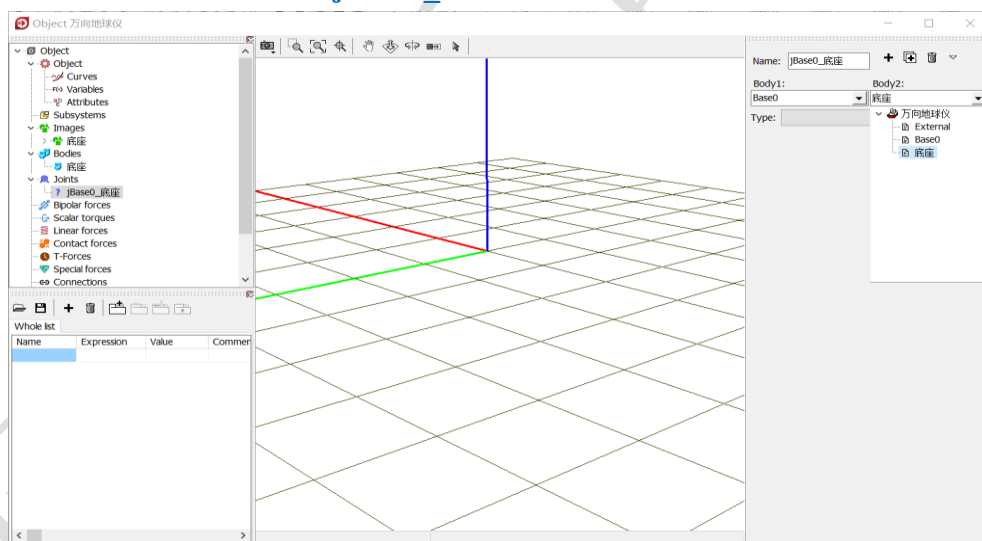 Object 万向地球仪
Object
Object
Curves
Variables
Attributes
Subsystems
Images
底座
Bodies
底座
Joints
jBase0_底座
Bipolar forces
Scalar torques
Linear forces
Contact forces
T-Forces
Special forces
Connections
Whole list
Name Expression Value Commen
Name: jBase0_底座
Body1: Body2:
Base0 底座
Type:
万向地球仪
External
Base0
底座